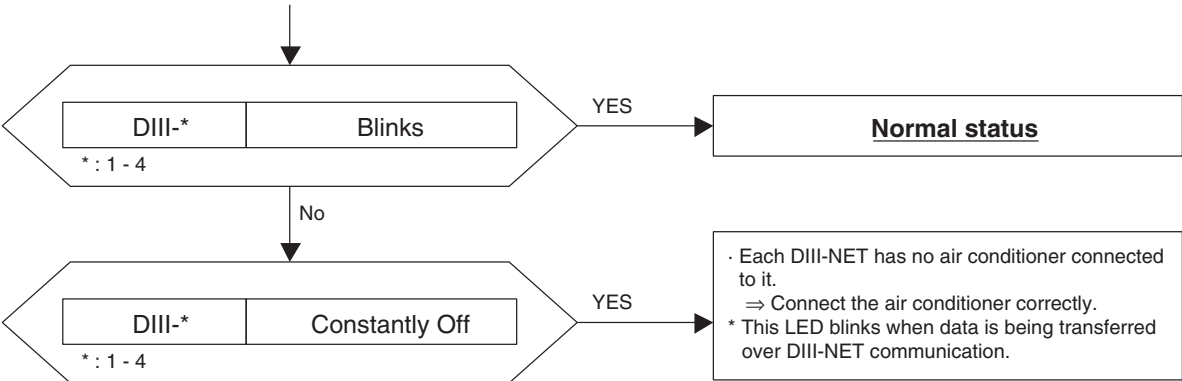 DIII-* Blinks
* : 1 - 4
YES
Normal status
No
DIII-* Constantly Off
* : 1 - 4
YES
· Each DIII-NET has no air conditioner connected
to it.
⇒ Connect the air conditioner correctly.
* This LED blinks when data is being transferred
over DIII-NET communication.